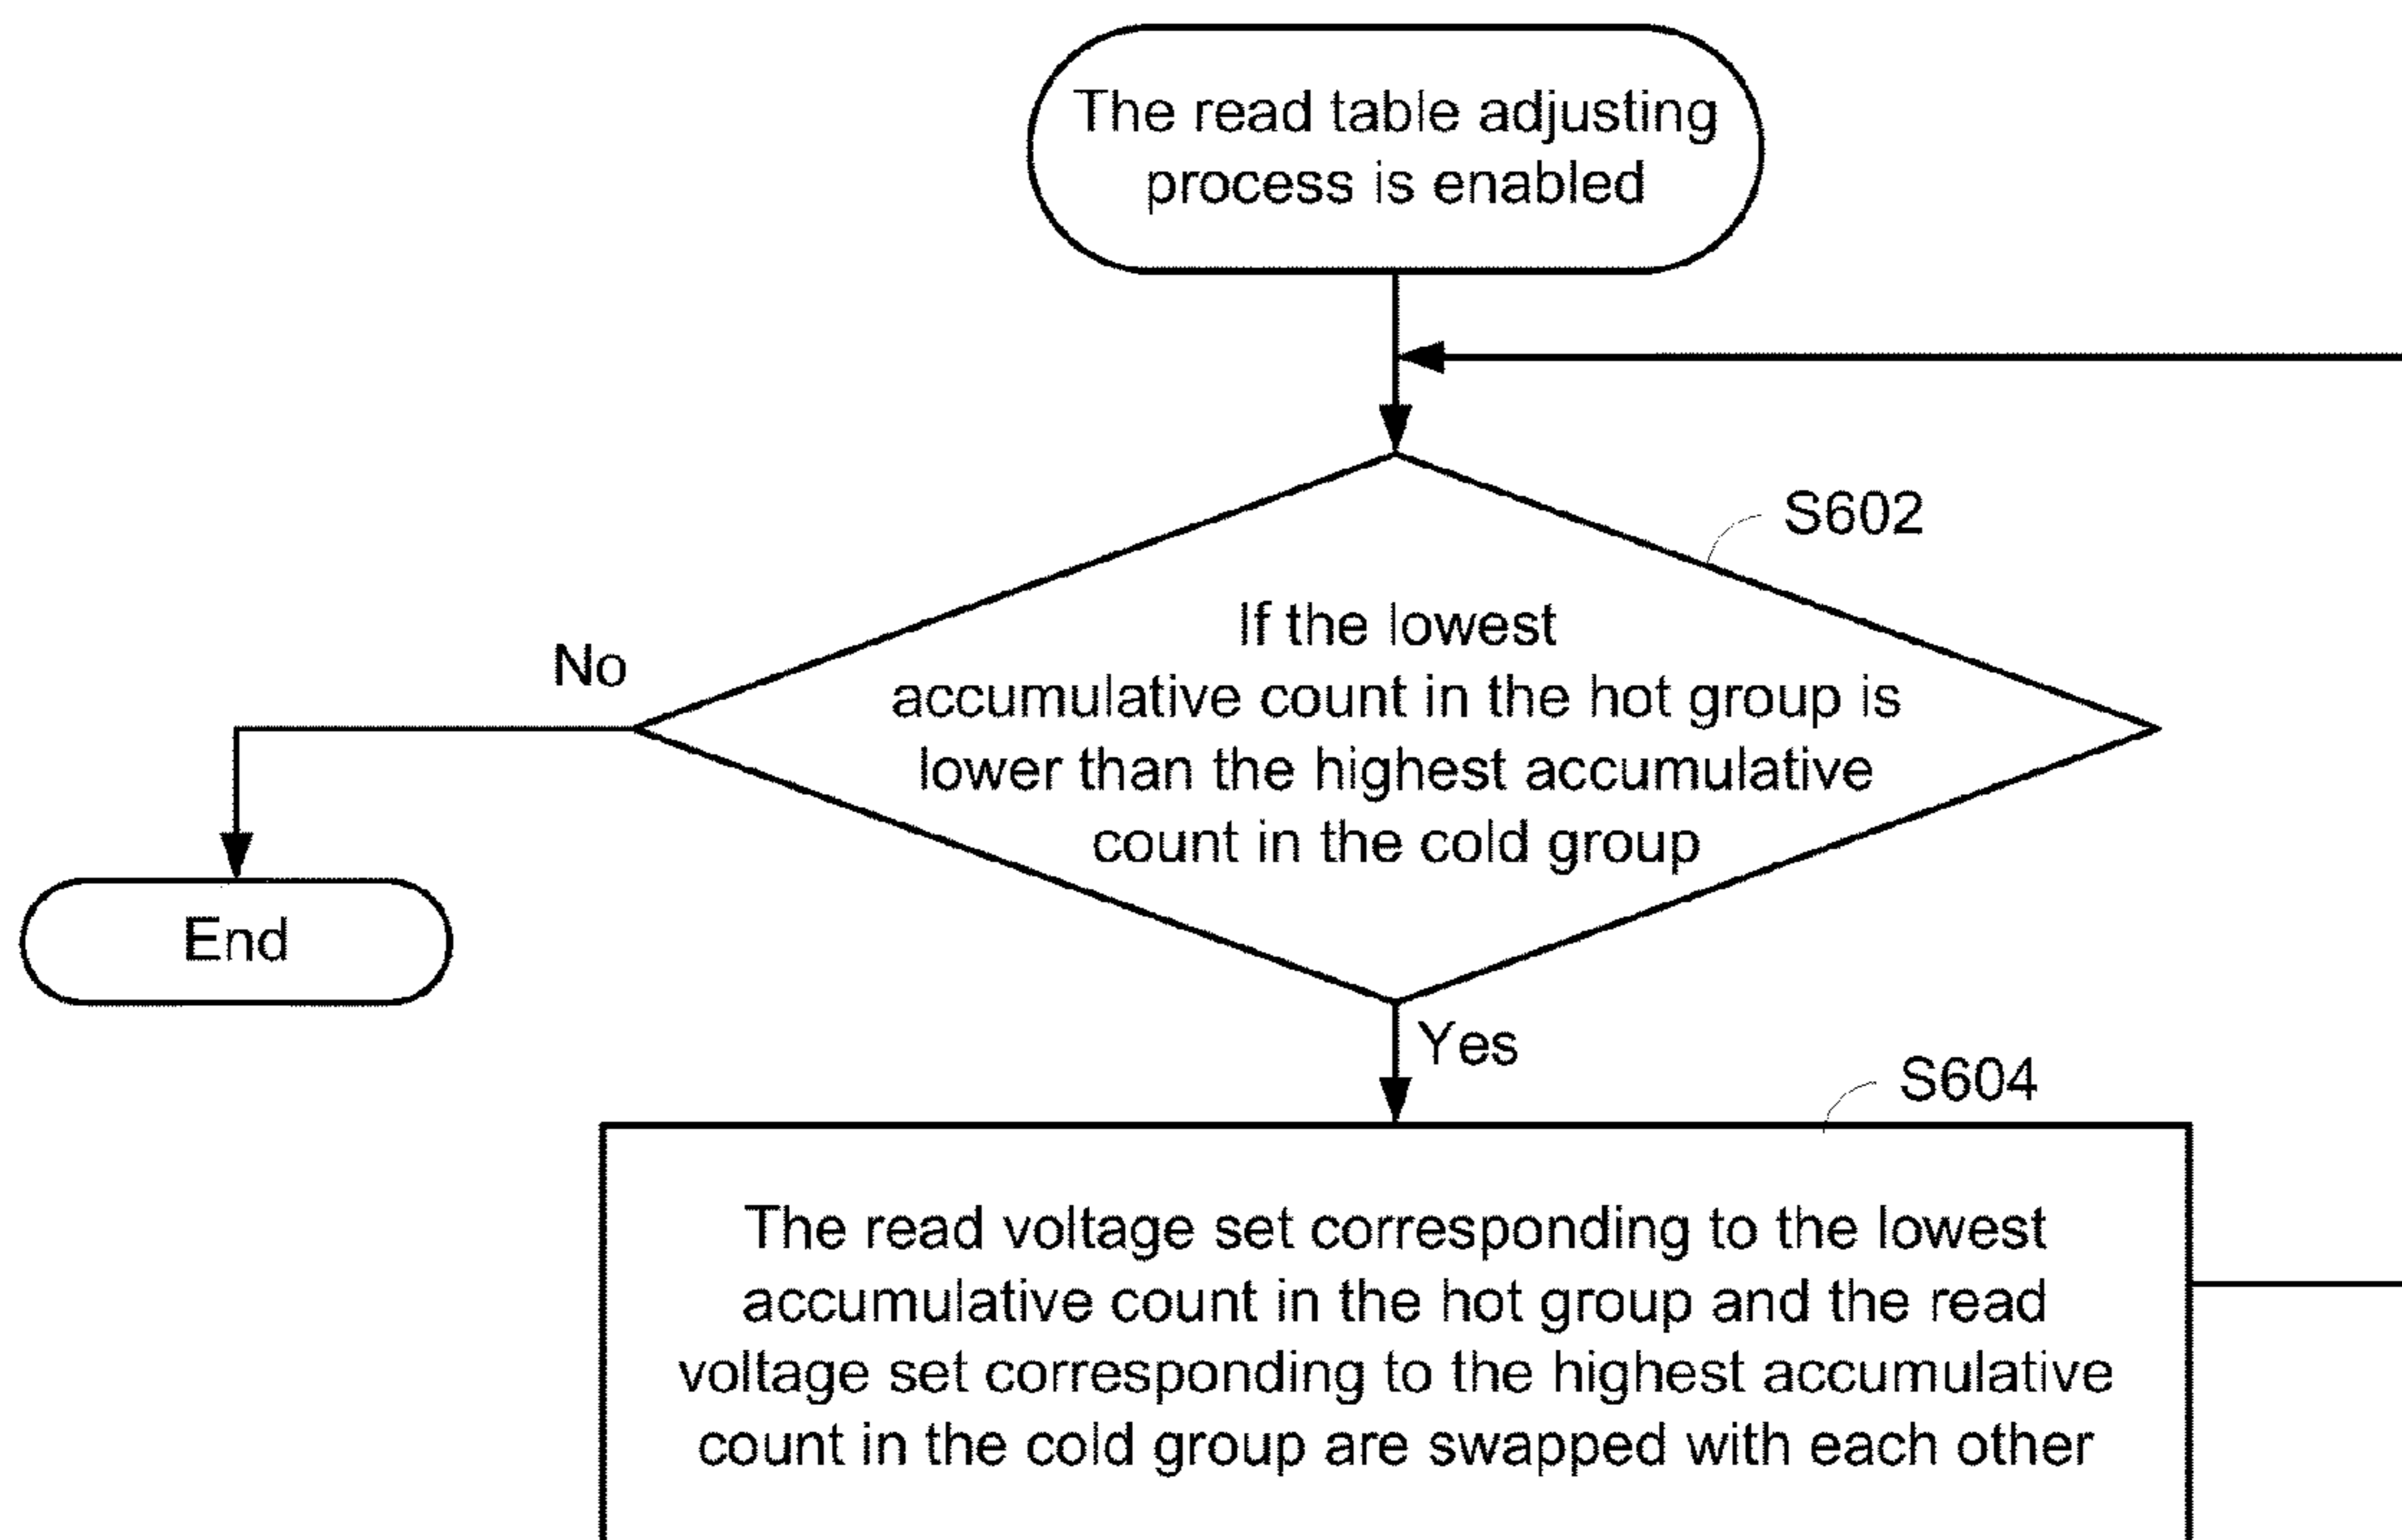 The read table adjusting
process is enabled
S602
If the lowest
accumulative count in the hot group is
lower than the highest accumulative
count in the cold group
No
End
Yes
S604
The read voltage set corresponding to the lowest
accumulative count in the hot group and the read
voltage set corresponding to the highest accumulative
count in the cold group are swapped with each other